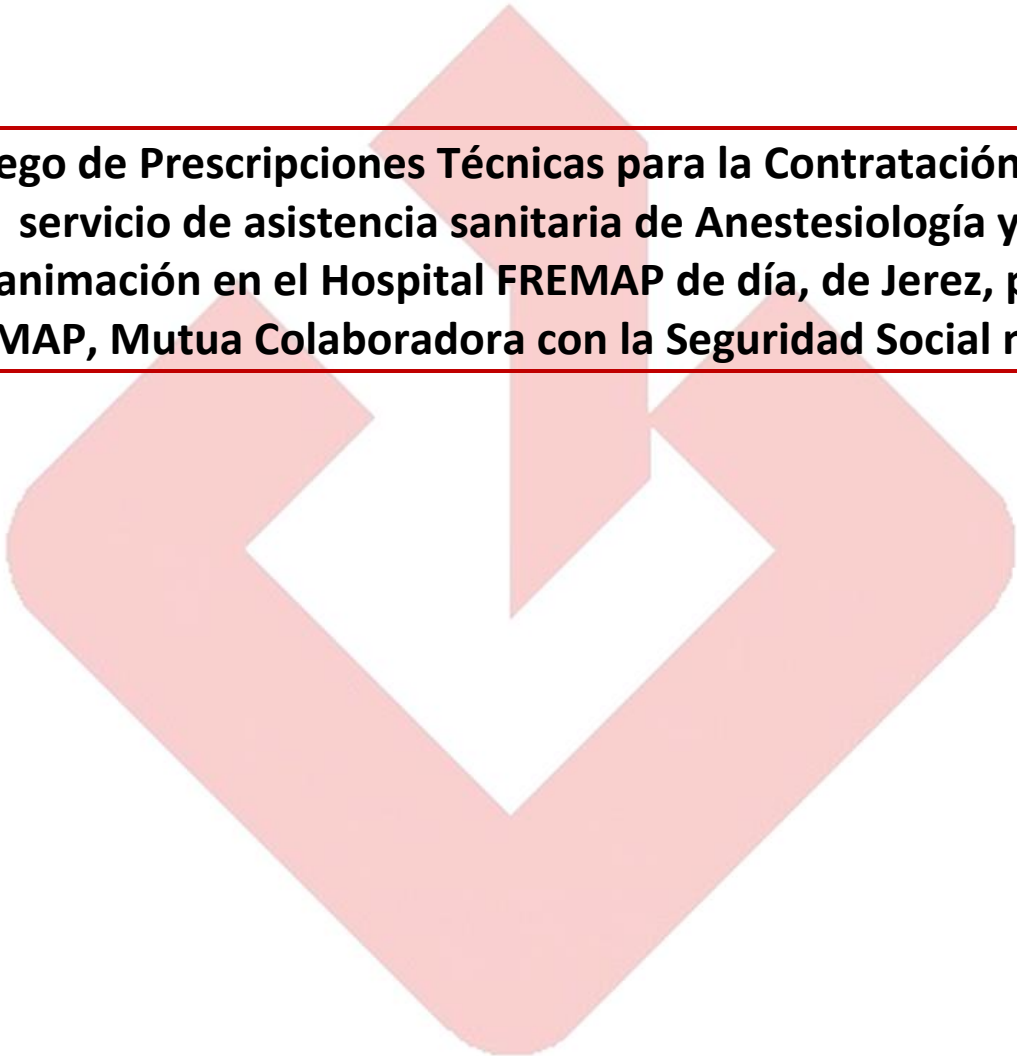 ego de Prescripciones Técnicas para la Contratación
servicio de asistencia sanitaria de Anestesiología y
animación en el Hospital FREMAP de día, de Jerez, p
MAP, Mutua Colaboradora con la Seguridad Social n